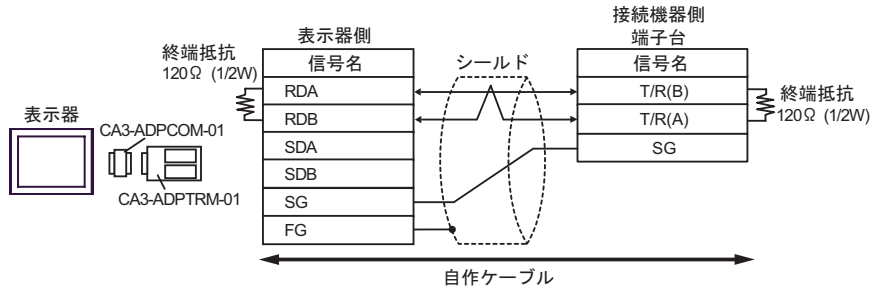 接続機器側
表示器側
端子台
終端抵抗
120Ω (1/2W)
信号名
シールド
信号名
RDA
T/R(B)
終端抵抗
120Ω (1/2W)
表示器
RDB
T/R(A)
CA3-ADPCOM-01
SDA
SG
SDB
CA3-ADPTRM-01
SG
FG
自作ケーブル